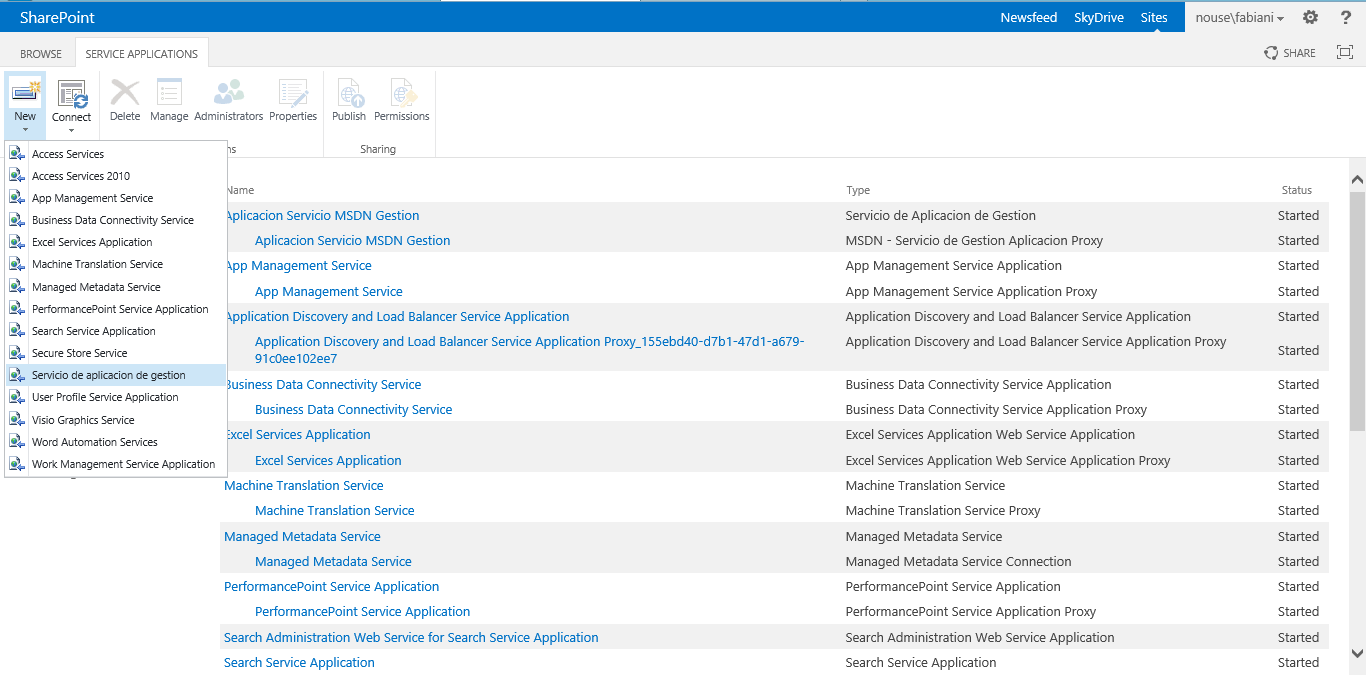 SharePoint
Newsfeed SkyDrive Sites nouse\fabiani ?
BROWSE SERVICE APPLICATIONS SHARE
New Connect Delete Manage Administrators Properties Publish Permissions
ns Sharing
Access Services
Access Services 2010
App Management Service
Business Data Connectivity Service
Excel Services Application
Machine Translation Service
Managed Metadata Service
PerformancePoint Service Application
Search Service Application
Secure Store Service
Servicio de aplicacion de gestion
User Profile Service Application
Visio Graphics Service
Word Automation Services
Work Management Service Application
Name Type Status
Aplicacion Servicio MSDN Gestion Servicio de Aplicacion de Gestion Started
Aplicacion Servicio MSDN Gestion MSDN - Servicio de Gestion Aplicacion Proxy Started
App Management Service App Management Service Application Started
App Management Service App Management Service Application Proxy Started
Application Discovery and Load Balancer Service Application Application Discovery and Load Balancer Service Application Started
Application Discovery and Load Balancer Service Application Proxy_155ebd40-d7b1-47d1-a679- Application Discovery and Load Balancer Service Application Proxy
91c0ee102ee7 Started
Business Data Connectivity Service Business Data Connectivity Service Application Started
Business Data Connectivity Service Business Data Connectivity Service Application Proxy Started
Excel Services Application Excel Services Application Web Service Application Started
Excel Services Application Excel Services Application Web Service Application Proxy Started
Machine Translation Service Machine Translation Service Started
Machine Translation Service Machine Translation Service Proxy Started
Managed Metadata Service Managed Metadata Service Started
Managed Metadata Service Managed Metadata Service Connection Started
PerformancePoint Service Application PerformancePoint Service Application Started
PerformancePoint Service Application PerformancePoint Service Application Proxy Started
Search Administration Web Service for Search Service Application Search Administration Web Service Application Started
Search Service Application Search Service Application Started